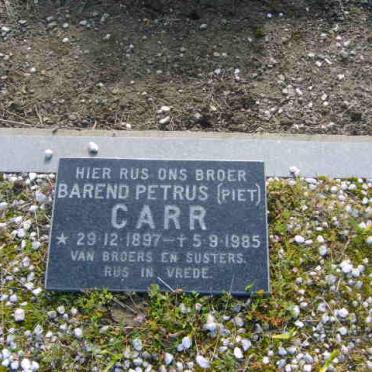 HIER RUS ONS BROER
BAREND PETRUS (PIET)
CARR
★ 29·12·1897 – ✝ 5·9·1985
VAN BROERS EN SUSTERS.
RUS IN VREDE.